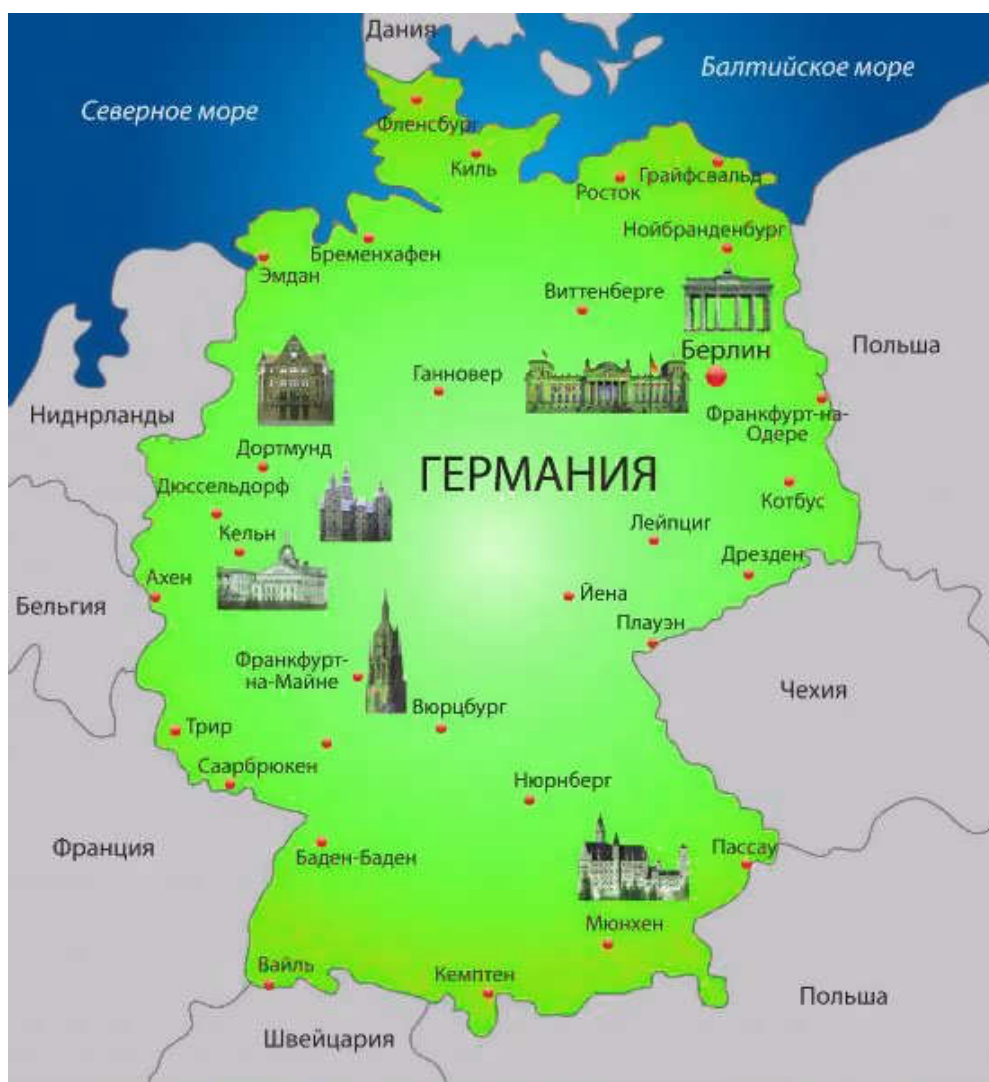 Дания
Балтийское море
Северное море
Фленсбург
Киль
Грайфсвальд
Росток
Нойбранденбург
Бременхафен
Эмдан
Виттенберге
Польша
Берлин
Ганновер
Ниднрланды
Франкфурт-на-
Одере
Дортмунд
ГЕРМАНИЯ
Дюссельдорф
Котбус
Лейпциг
Кельн
Дрезден
Ахен
Йена
Бельгия
Плауэн
Франкфурт-
на-Майне
Чехия
Вюрцбург
Трир
Саарбрюкен
Нюрнберг
Франция
Пассау
Баден-Баден
Мюнхен
Вайль
Кемптен
Польша
Швейцария